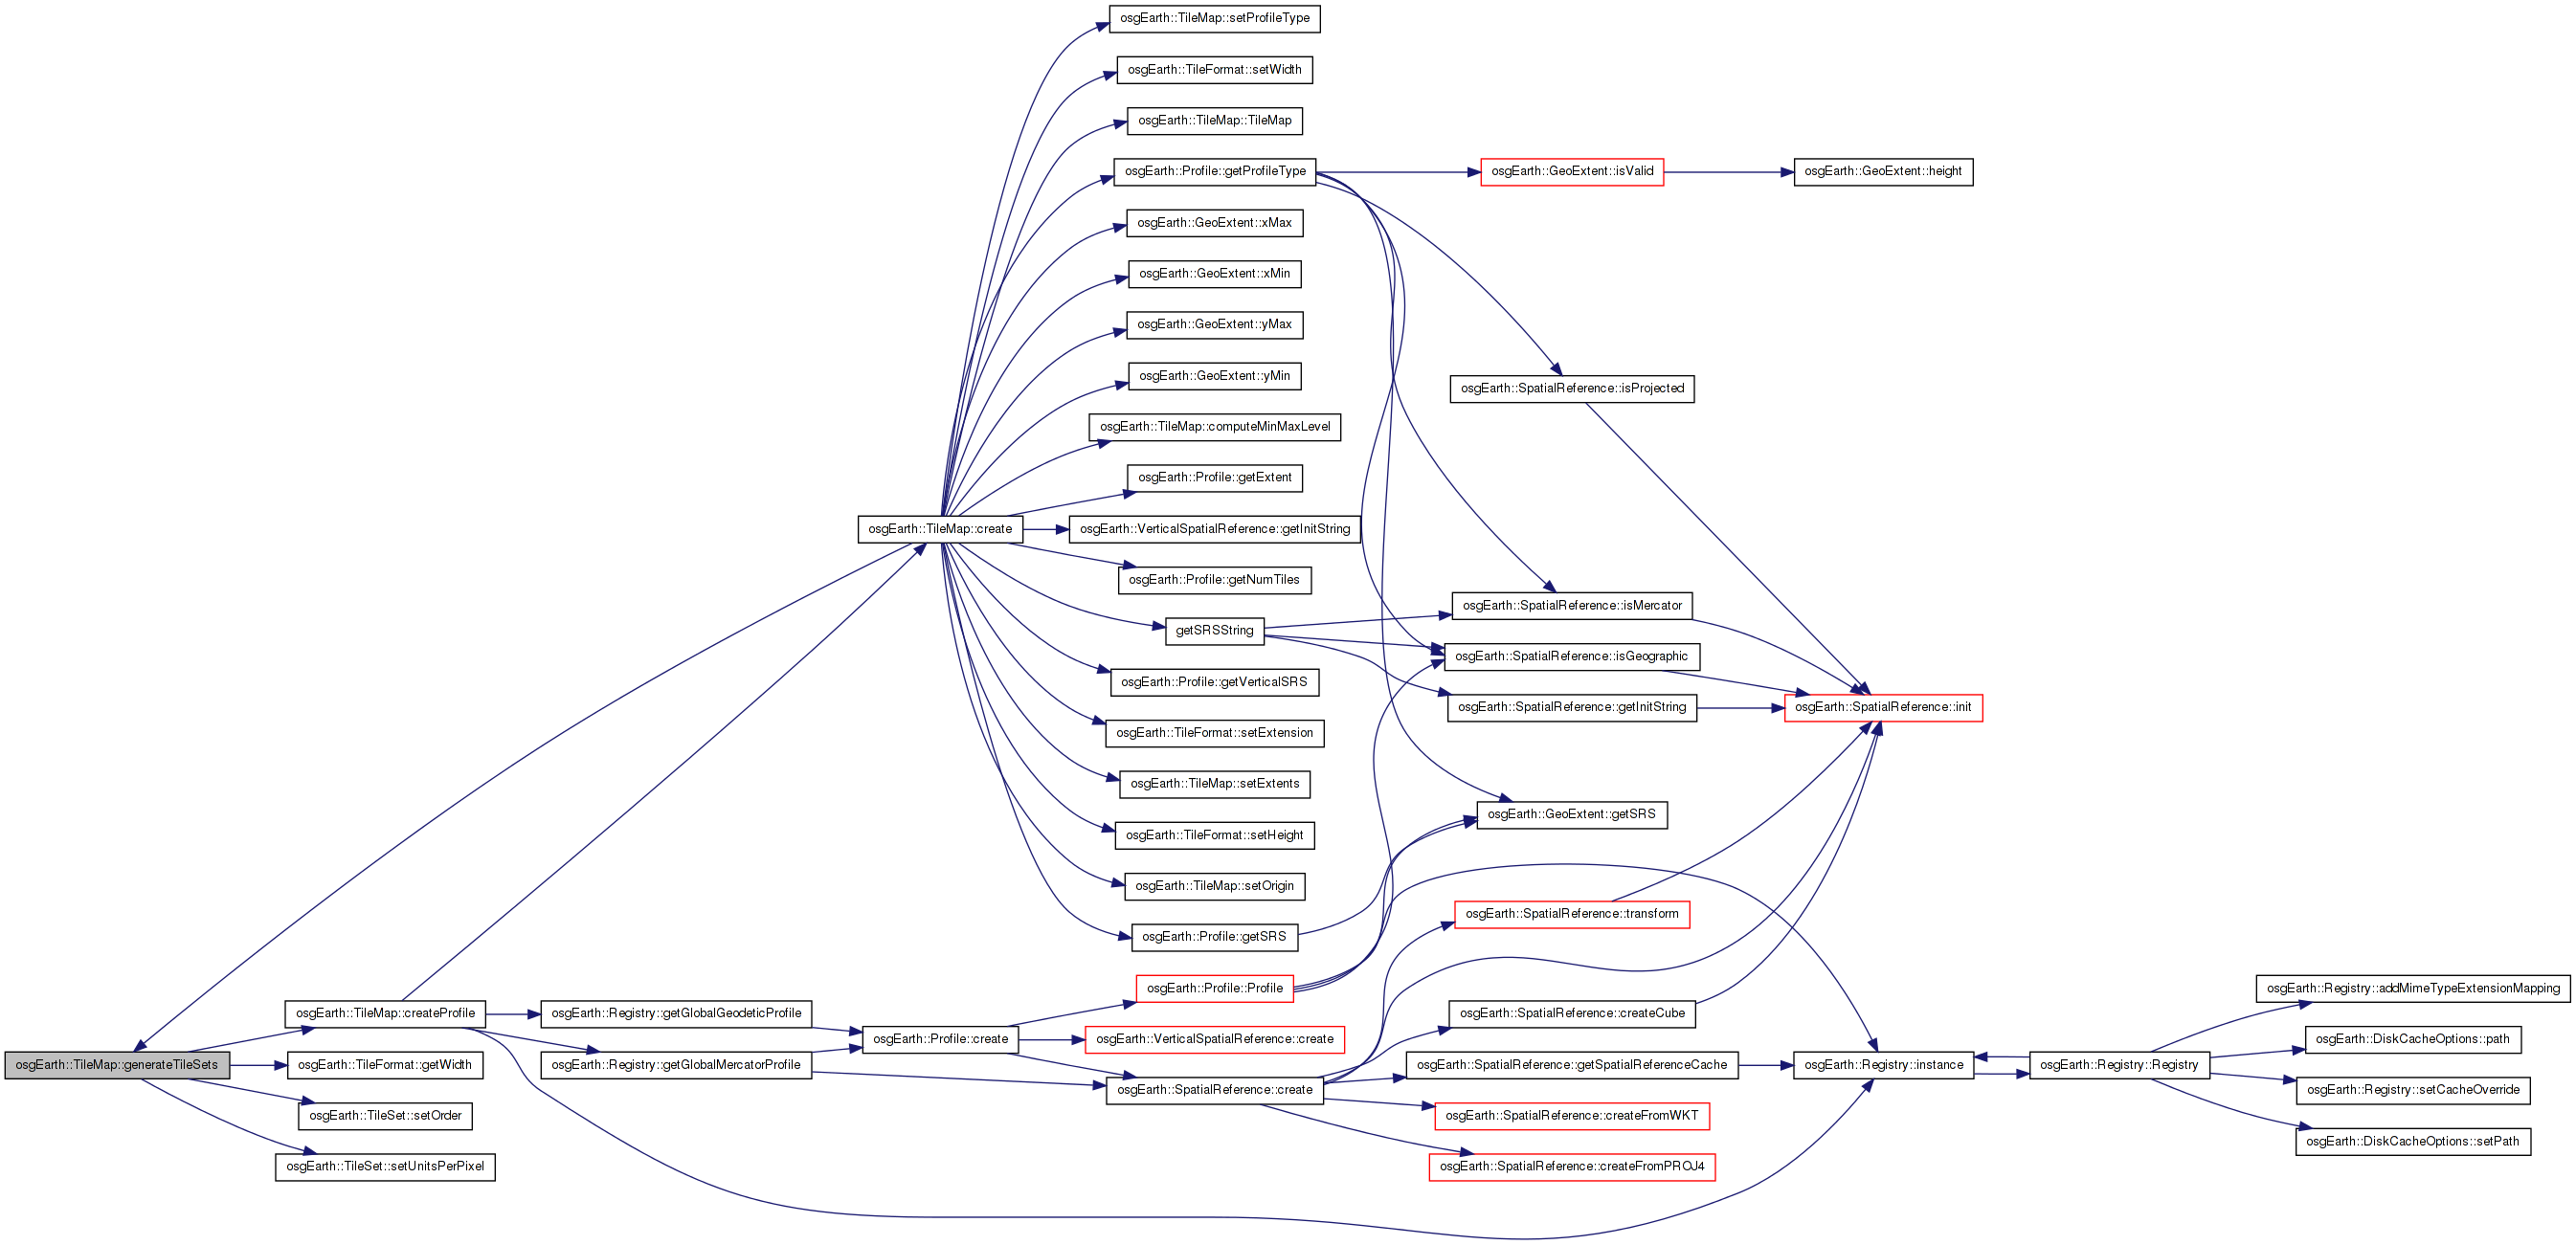 osgEarth::TileMap::setProfileType
osgEarth::TileFormat::setWidth
osgEarth::TileMap::TileMap
osgEarth::Profile::getProfileType
osgEarth::GeoExtent::isValid
osgEarth::GeoExtent::height
osgEarth::GeoExtent::xMax
osgEarth::GeoExtent::xMin
osgEarth::GeoExtent::yMax
osgEarth::GeoExtent::yMin
osgEarth::SpatialReference::isProjected
osgEarth::TileMap::computeMinMaxLevel
osgEarth::Profile::getExtent
osgEarth::TileMap::create
osgEarth::VerticalSpatialReference::getInitString
osgEarth::Profile::getNumTiles
getSRSString
osgEarth::SpatialReference::isMercator
osgEarth::SpatialReference::isGeographic
osgEarth::Profile::getVerticalSRS
osgEarth::SpatialReference::getInitString
osgEarth::SpatialReference::init
osgEarth::TileFormat::setExtension
osgEarth::TileMap::setExtents
osgEarth::GeoExtent::getSRS
osgEarth::TileFormat::setHeight
osgEarth::TileMap::setOrigin
osgEarth::SpatialReference::transform
osgEarth::Profile::getSRS
osgEarth::Profile::Profile
osgEarth::Registry::addMimeTypeExtensionMapping
osgEarth::TileMap::createProfile
osgEarth::Registry::getGlobalGeodeticProfile
osgEarth::SpatialReference::createCube
osgEarth::Profile::create
osgEarth::VerticalSpatialReference::create
osgEarth::DiskCacheOptions::path
osgEarth::TileMap::generateTileSets
osgEarth::TileFormat::getWidth
osgEarth::Registry::getGlobalMercatorProfile
osgEarth::SpatialReference::getSpatialReferenceCache
osgEarth::Registry::instance
osgEarth::Registry::Registry
osgEarth::SpatialReference::create
osgEarth::Registry::setCacheOverride
osgEarth::TileSet::setOrder
osgEarth::SpatialReference::createFromWKT
osgEarth::DiskCacheOptions::setPath
osgEarth::TileSet::setUnitsPerPixel
osgEarth::SpatialReference::createFromPROJ4